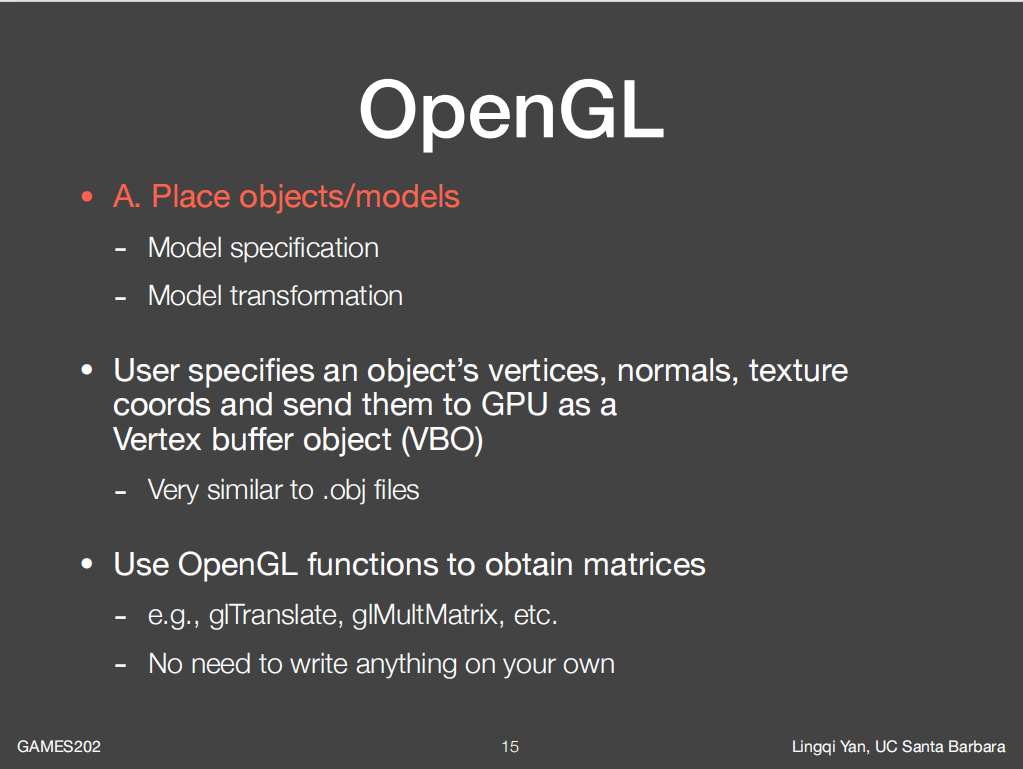 OpenGL
• A. Place objects/models
- Model specification
- Model transformation
• User specifies an object’s vertices, normals, texture
coords and send them to GPU as a
Vertex buffer object (VBO)
- Very similar to .obj files
• Use OpenGL functions to obtain matrices
- e.g., glTranslate, glMultMatrix, etc.
- No need to write anything on your own
GAMES202
15
Lingqi Yan, UC Santa Barbara